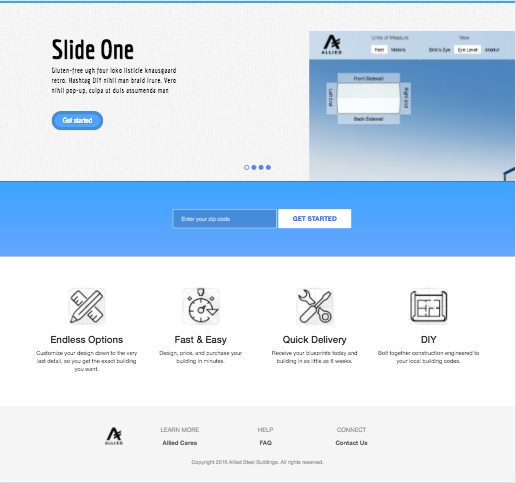 Slide One
Gluten-free ugh four loko listicle knausgaard
retro. Hashtag DIY nihil man braid irure. Vero
nihil pop-up, culpa ut duis assumenda man
Get started
ALLIED
Units of Measure
View
Feet
Meters
Bird's Eye
Eye Level
Interior
Front Sidewall
Left End
Right End
Back Sidewall
Enter your zip code
GET STARTED
Endless Options
Customize your design down to the very
last detail, so you get the exact building
you want.
Fast & Easy
Design, price, and purchase your
building in minutes.
Quick Delivery
Receive your blueprints today and
building in as little as 6 weeks.
DIY
Bolt together construction engineered to
your local building codes.
ALLIED
LEARN MORE
Allied Cares
HELP
FAQ
CONNECT
Contact Us
Copyright 2016 Allied Steel Buildings. All rights reserved.